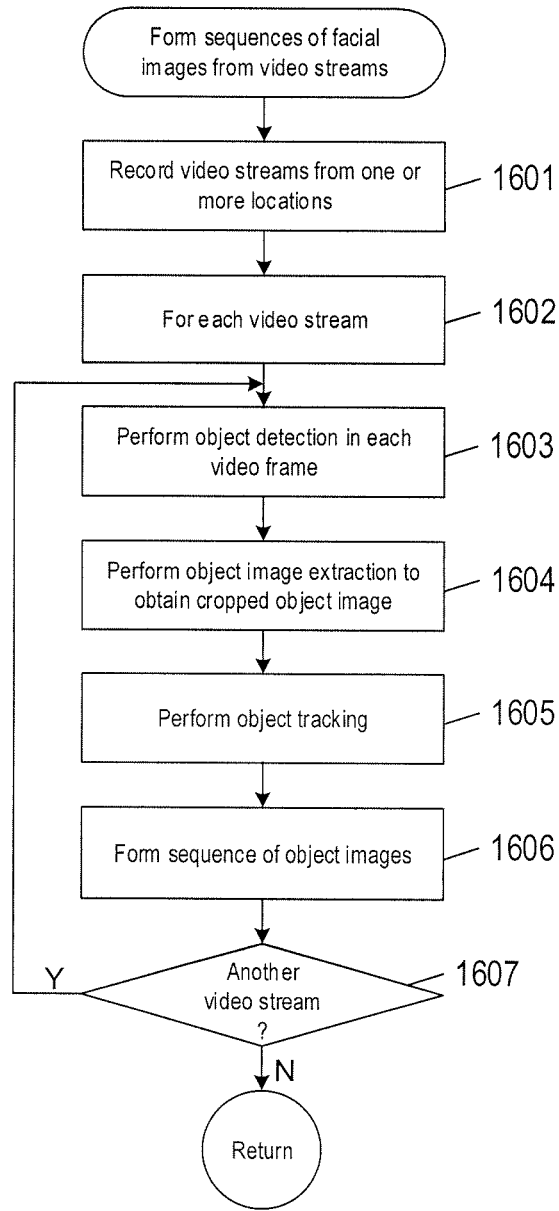 Form sequences of facial
images from video streams
Record video streams from one or
more locations
1601
For each video stream
1602
Perform object detection in each
video frame
1603
Perform object image extraction to
obtain cropped object image
1604
Perform object tracking
1605
Form sequence of object images
1606
Another
video stream
?
1607
Y
N
Return